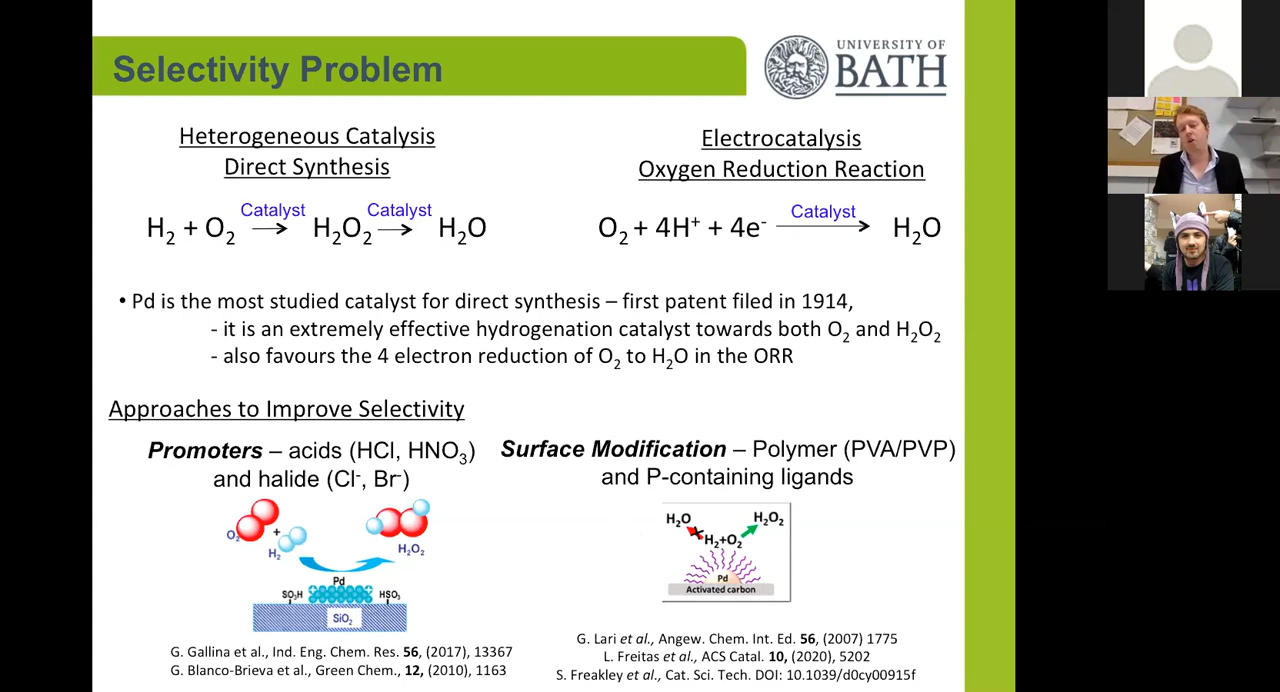 Selectivity Problem
UNIVERSITY OF
BATH
Heterogeneous Catalysis
Direct Synthesis
H₂ + O₂ Catalyst → H₂O₂ Catalyst → H₂O
Electrocatalysis
Oxygen Reduction Reaction
O₂ + 4H⁺ + 4e⁻ Catalyst → H₂O
• Pd is the most studied catalyst for direct synthesis – first patent filed in 1914,
- it is an extremely effective hydrogenation catalyst towards both O₂ and H₂O₂
- also favours the 4 electron reduction of O₂ to H₂O in the ORR
Approaches to Improve Selectivity
Promoters – acids (HCl, HNO₃)
and halide (Cl⁻, Br⁻)
O₂
+
H₂
H₂O₂
Pd
SO₃H
HSO₃
SiO₂
G. Gallina et al., Ind. Eng. Chem. Res. 56, (2017), 13367
G. Blanco-Brieva et al., Green Chem., 12, (2010), 1163
Surface Modification – Polymer (PVA/PVP)
and P-containing ligands
H₂O
H₂O₂
H₂+O₂
Pd
Activated carbon
G. Lari et al., Angew. Chem. Int. Ed. 56, (2007) 1775
L. Freitas et al., ACS Catal. 10, (2020), 5202
S. Freakley et al., Cat. Sci. Tech. DOI: 10.1039/d0cy00915f